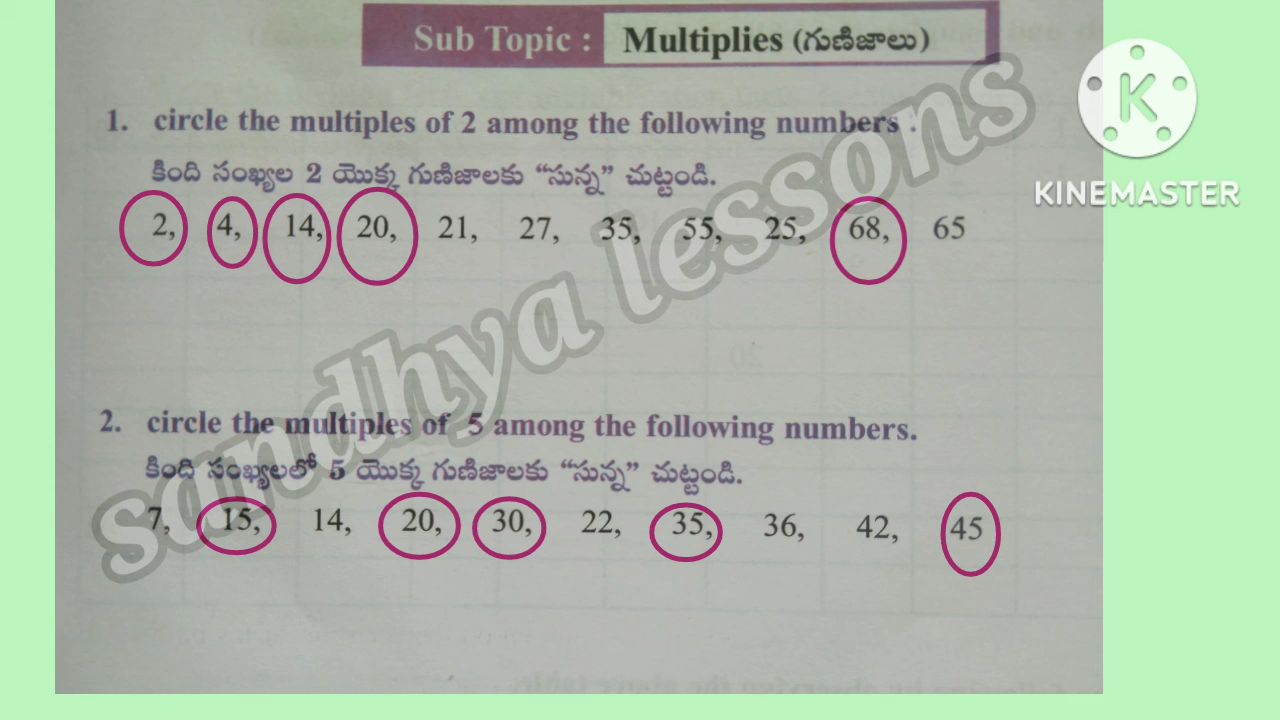 Sub Topic : Multiplies (గుణిజాలు)
1. circle the multiples of 2 among the following numbers :
కింది సంఖ్యల 2 యొక్క గుణిజాలకు “సున్న” చుట్టండి.
2, 4, 14, 20, 21, 27, 35, 55, 25, 68, 65
2. circle the multiples of 5 among the following numbers.
కింది సంఖ్యలలో 5 యొక్క గుణిజాలకు “సున్న” చుట్టండి.
7, 15, 14, 20, 30, 22, 35, 36, 42, 45
sandhya lessons
K
KINEMASTER